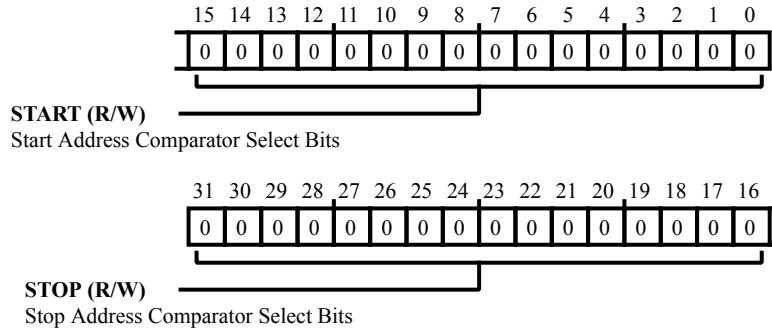 15 14 13 12 11 10 9 8 7 6 5 4 3 2 1 0
0 0 0 0 0 0 0 0 0 0 0 0 0 0 0 0
START (R/W)
Start Address Comparator Select Bits
31 30 29 28 27 26 25 24 23 22 21 20 19 18 17 16
0 0 0 0 0 0 0 0 0 0 0 0 0 0 0 0
STOP (R/W)
Stop Address Comparator Select Bits